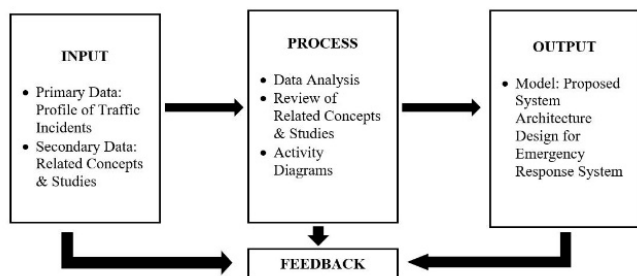 INPUT
• Primary Data:
Profile of Traffic
Incidents
• Secondary Data:
Related Concepts
& Studies
PROCESS
• Data Analysis
• Review of
Related Concepts
& Studies
• Activity
Diagrams
OUTPUT
• Model: Proposed
System
Architecture
Design for
Emergency
Response System
FEEDBACK